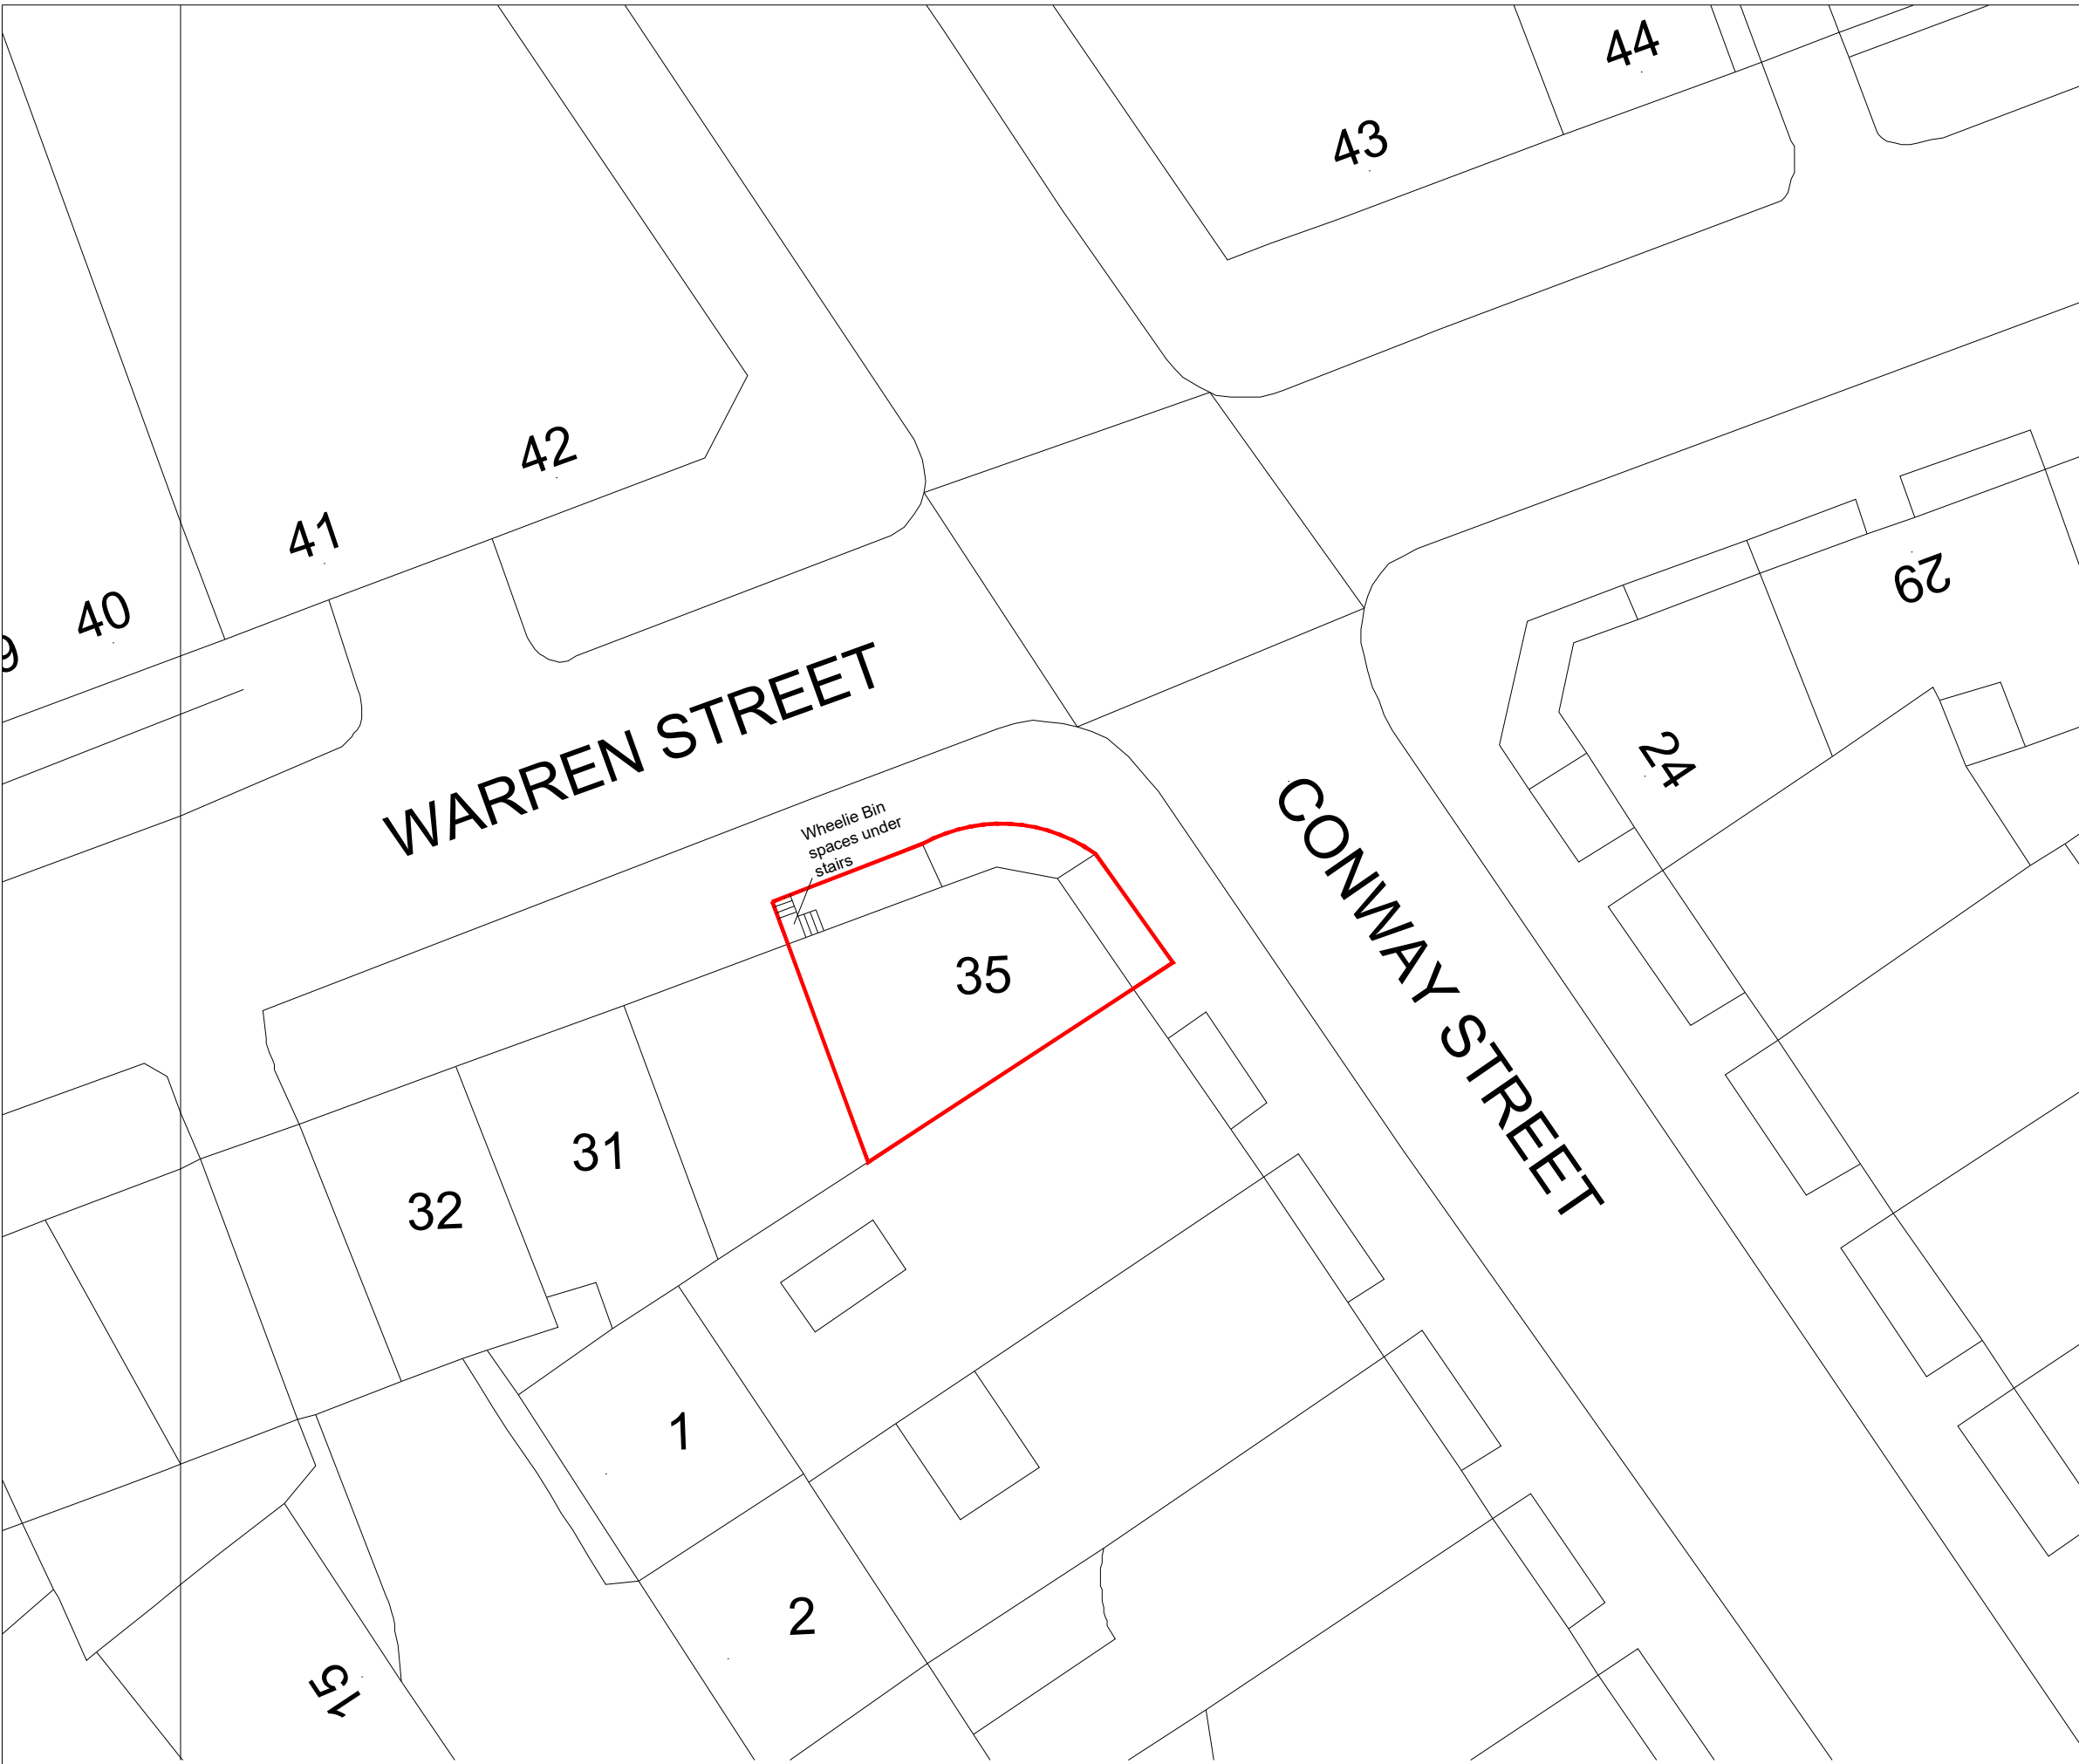 44
43
42
41
40
9
29
24
WARREN STREET
CONWAY STREET
Wheelie Bin
spaces under
stairs
35
31
32
1
2
15